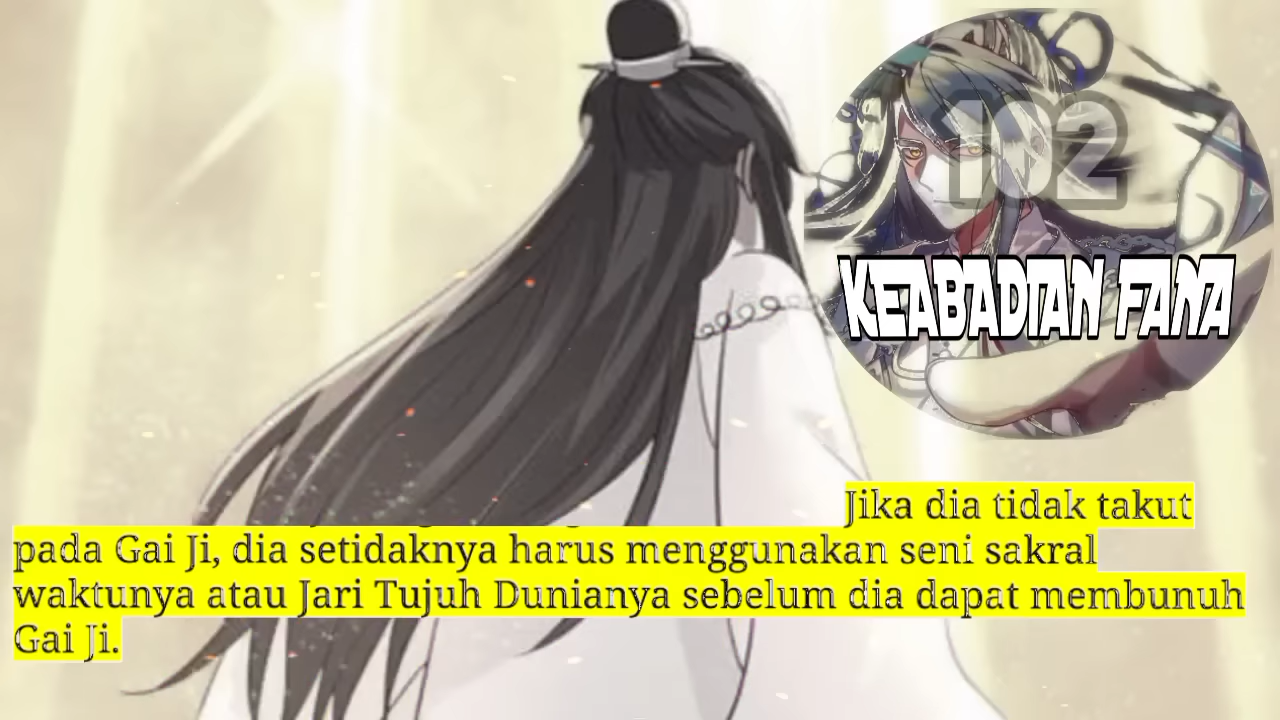 102
KEABADIAN FANA
Jika dia tidak takut
pada Gai Ji, dia setidaknya harus menggunakan seni sakral
waktunya atau Jari Tujuh Dunianya sebelum dia dapat membunuh
Gai Ji.